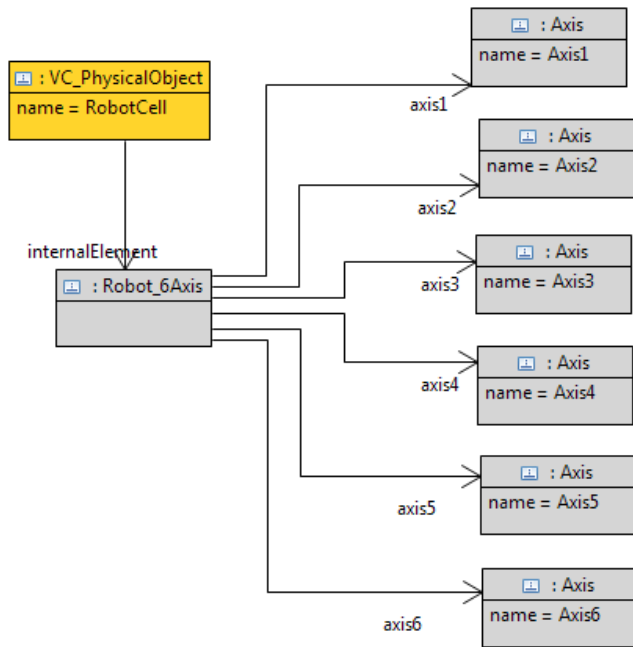 : Axis
name = Axis1
: VC_PhysicalObject
name = RobotCell
axis1
: Axis
name = Axis2
axis2
internalElement
: Robot_6Axis
: Axis
name = Axis3
axis3
: Axis
name = Axis4
axis4
: Axis
name = Axis5
axis5
: Axis
name = Axis6
axis6